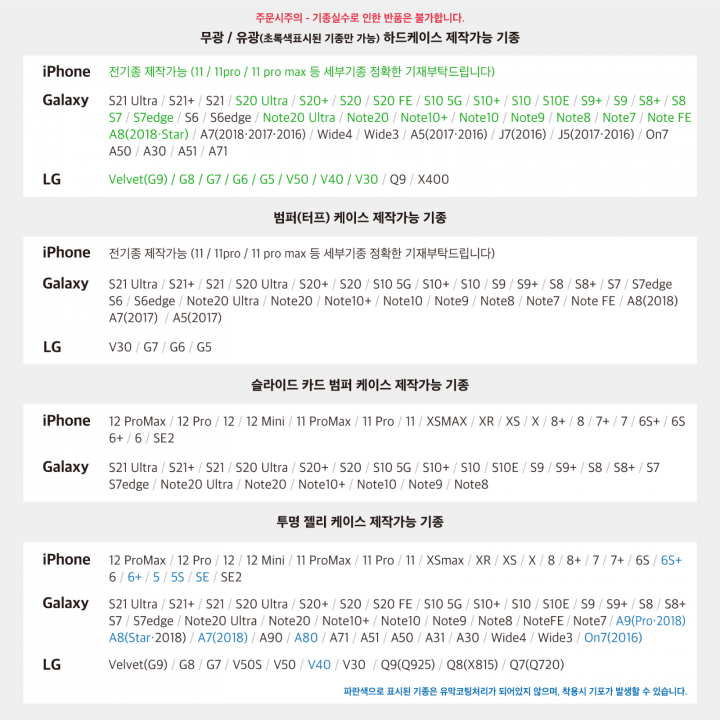 주문시주의 - 기종실수로 인한 반품은 불가합니다.
무광 / 유광(초록색표시된 기종만 가능) 하드케이스 제작가능 기종
iPhone 전기종 제작가능 (11 / 11pro / 11 pro max 등 세부기종 정확한 기재부탁드립니다)
Galaxy S21 Ultra / S21+ / S21 / S20 Ultra / S20+ / S20 / S20 FE / S10 5G / S10+ / S10 / S10E / S9+ / S9 / S8+ / S8
S7 / S7edge / S6 / S6edge / Note20 Ultra / Note20 / Note10+ / Note10 / Note9 / Note8 / Note7 / Note FE
A8(2018·Star) / A7(2018·2017·2016) / Wide4 / Wide3 / A5(2017·2016) / J7(2016) / J5(2017·2016) / On7
A50 / A30 / A51 / A71
LG Velvet(G9) / G8 / G7 / G6 / G5 / V50 / V40 / V30 / Q9 / X400
범퍼(터프) 케이스 제작가능 기종
iPhone 전기종 제작가능 (11 / 11pro / 11 pro max 등 세부기종 정확한 기재부탁드립니다)
Galaxy S21 Ultra / S21+ / S21 / S20 Ultra / S20+ / S20 / S10 5G / S10+ / S10 / S9 / S9+ / S8 / S8+ / S7 / S7edge
S6 / S6edge / Note20 Ultra / Note20 / Note10+ / Note10 / Note9 / Note8 / Note7 / Note FE / A8(2018)
A7(2017) / A5(2017)
LG V30 / G7 / G6 / G5
슬라이드 카드 범퍼 케이스 제작가능 기종
iPhone 12 ProMax / 12 Pro / 12 / 12 Mini / 11 ProMax / 11 Pro / 11 / XSMAX / XR / XS / X / 8+ / 8 / 7+ / 7 / 6S+ / 6S
6+ / 6 / SE2
Galaxy S21 Ultra / S21+ / S21 / S20 Ultra / S20+ / S20 / S10 5G / S10+ / S10 / S10E / S9 / S9+ / S8 / S8+ / S7
S7edge / Note20 Ultra / Note20 / Note10+ / Note10 / Note9 / Note8
투명 젤리 케이스 제작가능 기종
iPhone 12 ProMax / 12 Pro / 12 / 12 Mini / 11 ProMax / 11 Pro / 11 / XSmax / XR / XS / X / 8 / 8+ / 7 / 7+ / 6S / 6S+
6 / 6+ / 5 / 5S / SE / SE2
Galaxy S21 Ultra / S21+ / S21 / S20 Ultra / S20+ / S20 / S20 FE / S10 5G / S10+ / S10 / S10E / S9 / S9+ / S8 / S8+
S7 / S7edge / Note20 Ultra / Note20 / Note10+ / Note10 / Note9 / Note8 / NoteFE / Note7 / A9(Pro·2018)
A8(Star·2018) / A7(2018) / A90 / A80 / A71 / A51 / A50 / A31 / A30 / Wide4 / Wide3 / On7(2016)
LG Velvet(G9) / G8 / G7 / V50S / V50 / V40 / V30 / Q9(Q925) / Q8(X815) / Q7(Q720)
파란색으로 표시된 기종은 유막코팅처리가 되어있지 않으며, 착용시 기포가 발생할 수 있습니다.